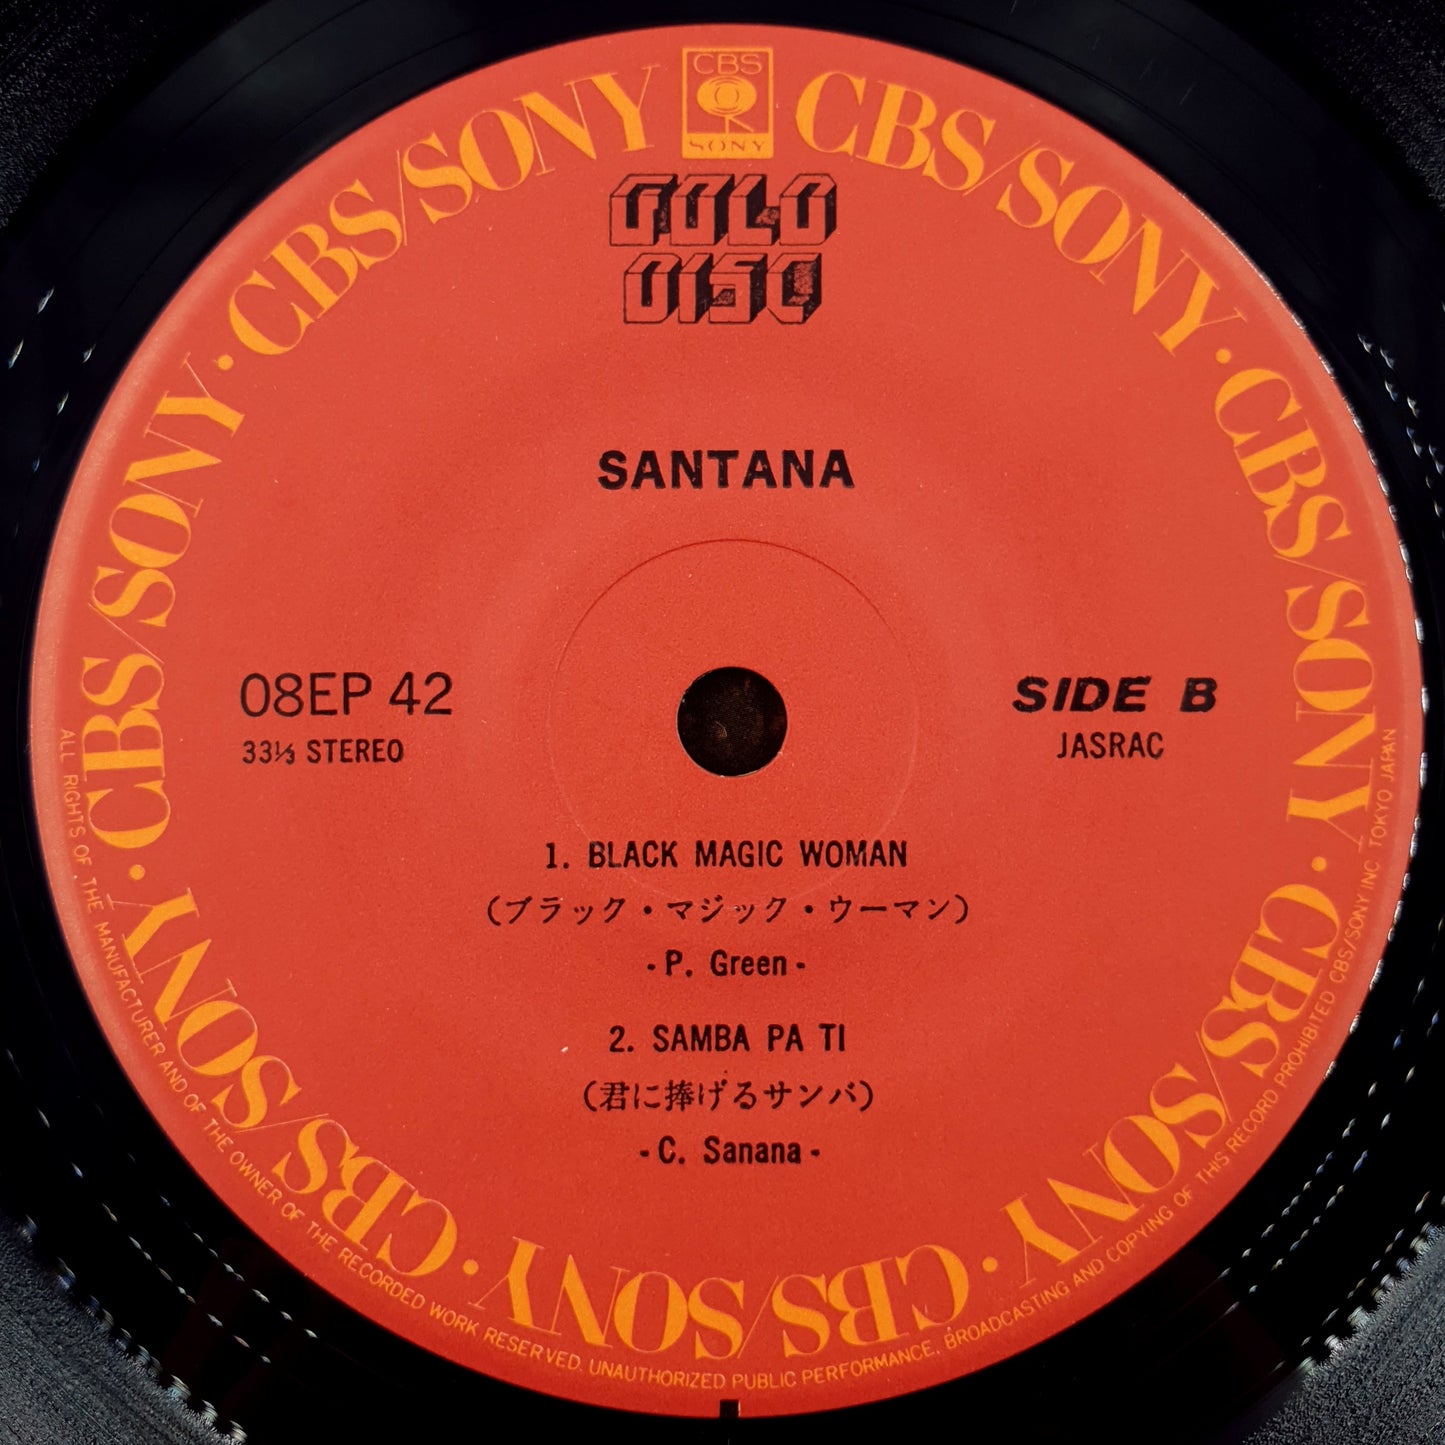 CBS
SONY
CBS/SONY · CBS/SONY · CBS/SONY · CBS/SONY · CBS/SONY · CBS/SONY · CBS/SONY · CBS/SONY · CBS/SONY
GOLD
DISC
SANTANA
08EP 42
SIDE B
33⅓ STEREO
JASRAC
1. BLACK MAGIC WOMAN
(ブラック・マジック・ウーマン)
- P. Green -
2. SAMBA PA TI
(君に捧げるサンバ)
- C. Sanana -
ALL RIGHTS OF THE MANUFACTURER AND OF THE OWNER OF THE RECORDED WORK RESERVED. UNAUTHORIZED PUBLIC PERFORMANCE, BROADCASTING AND COPYING OF THIS RECORD PROHIBITED CBS/SONY INC. TOKYO JAPAN